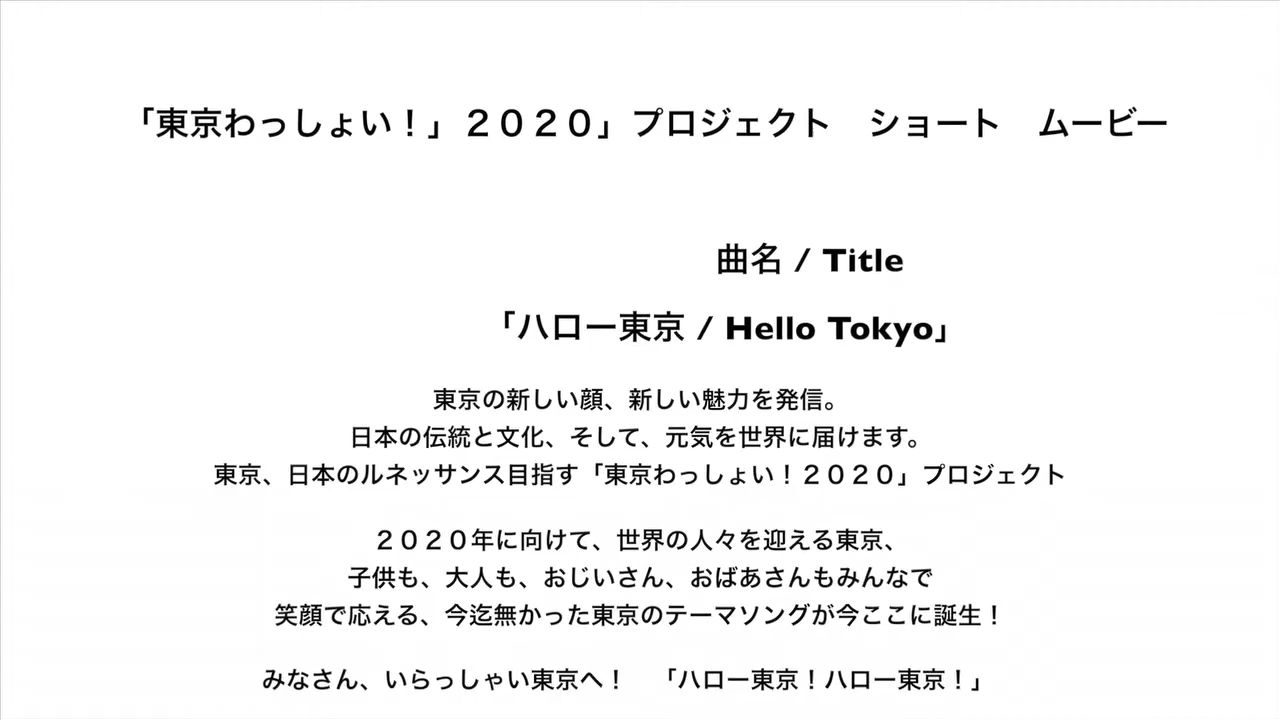 「東京わっしょい！」２０２０」プロジェクト　ショート　ムービー
曲名 / Title
「ハロー東京 / Hello Tokyo」
東京の新しい顔、新しい魅力を発信。
日本の伝統と文化、そして、元気を世界に届けます。
東京、日本のルネッサンス目指す「東京わっしょい！２０２０」プロジェクト
２０２０年に向けて、世界の人々を迎える東京、
子供も、大人も、おじいさん、おばあさんもみんなで
笑顔で応える、今迄無かった東京のテーマソングが今ここに誕生！
みなさん、いらっしゃい東京へ！　「ハロー東京！ハロー東京！」